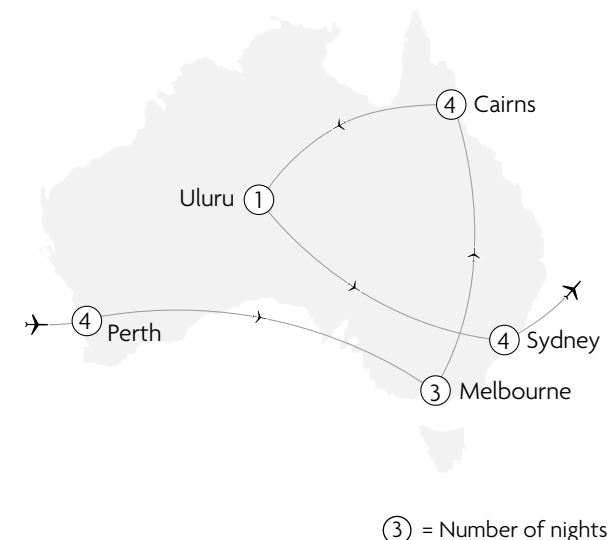 4 Cairns
Uluru 1
4 Perth
4 Sydney
3 Melbourne
3 = Number of nights